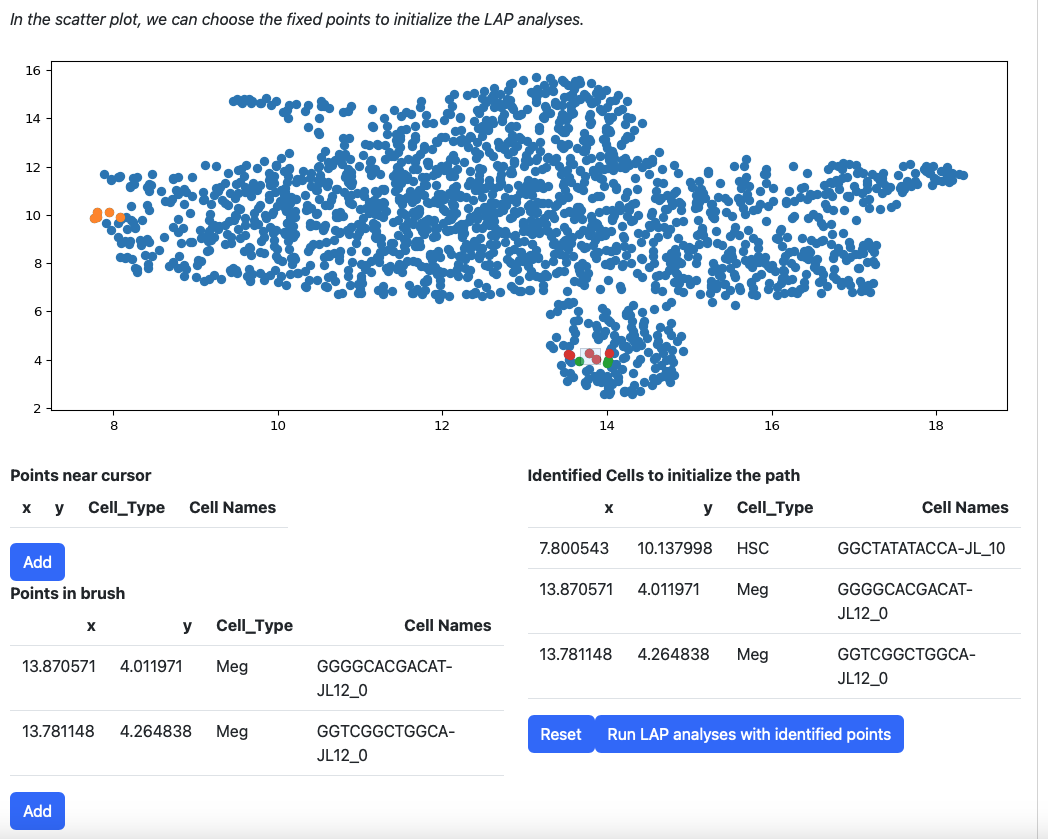 In the scatter plot, we can choose the fixed points to initialize the LAP analyses.
16
14
12
10
8
6
4
2
8 10 12 14 16 18
Points near cursor
x y Cell_Type Cell Names
Add
Points in brush
x y Cell_Type Cell Names
13.870571 4.011971 Meg GGGGCACGACAT-
JL12_0
13.781148 4.264838 Meg GGTCGGCTGGCA-
JL12_0
Add
Identified Cells to initialize the path
x y Cell_Type Cell Names
7.800543 10.137998 HSC GGCTATATACCA-JL_10
13.870571 4.011971 Meg GGGGCACGACAT-
JL12_0
13.781148 4.264838 Meg GGTCGGCTGGCA-
JL12_0
Reset Run LAP analyses with identified points